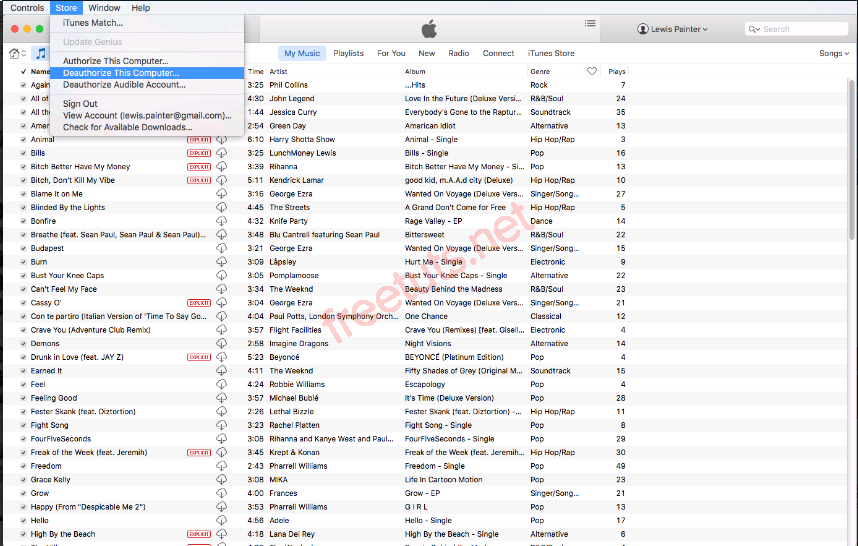 Controls Store Window Help
iTunes Match...
Update Genius
Authorize This Computer...
Deauthorize This Computer...
Deauthorize Audible Account...
Sign Out
View Account (lewis.painter@gmail.com)...
Check for Available Downloads...
Lewis Painter
Search
My Music Playlists For You New Radio Connect iTunes Store Songs
Name Time Artist Album Genre Plays
Again 3:25 Phil Collins ...Hits Rock 7
All of 4:30 John Legend Love In the Future (Deluxe Versi... R&B/Soul 24
All the 1:44 Jessica Curry Everybody's Gone to the Raptur... Soundtrack 35
Amer 2:54 Green Day American Idiot Alternative 13
Animal EXPLICIT 6:10 Harry Shotta Show Animal - Single Hip Hop/Rap 3
Bills EXPLICIT 3:25 LunchMoney Lewis Bills - Single Pop 16
Bitch Better Have My Money EXPLICIT 3:39 Rihanna Bitch Better Have My Money - Si... Pop 13
Bitch, Don't Kill My Vibe EXPLICIT 5:11 Kendrick Lamar good kid, m.A.A.d city (Deluxe) Hip Hop/Rap 10
Blame It on Me 3:16 George Ezra Wanted On Voyage (Deluxe Vers... Singer/Song... 27
Blinded By the Lights 4:45 The Streets A Grand Don't Come for Free Hip Hop/Rap 5
Bonfire 4:32 Knife Party Rage Valley - EP Dance 14
Breathe (feat. Sean Paul, Sean Paul & Sean Paul)... 3:48 Blu Cantrell featuring Sean Paul Bittersweet R&B/Soul 22
Budapest 3:21 George Ezra Wanted On Voyage (Deluxe Ver... Singer/Song... 15
Burn 3:09 Låpsley Hurt Me - Single Electronic 9
Bust Your Knee Caps 3:05 Pomplamoose Bust Your Knee Caps - Single Alternative 22
Can't Feel My Face 3:34 The Weeknd Beauty Behind the Madness R&B/Soul 23
Cassy O' EXPLICIT 3:04 George Ezra Wanted On Voyage (Deluxe Vers... Singer/Song... 21
Con te partiro (Italian Version of 'Time To Say Go... 4:04 Paul Potts, London Symphony Orch... One Chance Classical 12
Crave You (Adventure Club Remix) 3:57 Flight Facilities Crave You (Remixes) [feat. Gisell... Electronic 4
Demons 2:58 Imagine Dragons Night Visions Alternative 14
Drunk in Love (feat. JAY Z) EXPLICIT 5:23 Beyoncé BEYONCÉ (Platinum Edition) Pop 4
Earned It 4:11 The Weeknd Fifty Shades of Grey (Original M... Soundtrack 15
Feel 4:24 Robbie Williams Escapology Pop 4
Feeling Good 3:57 Michael Bublé It's Time (Deluxe Version) Pop 28
Fester Skank (feat. Diztortion) 2:26 Lethal Bizzle Fester Skank (feat. Diztortion) -... Hip Hop/Rap 11
Fight Song 3:23 Rachel Platten Fight Song - Single Pop 8
FourFiveSeconds 3:08 Rihanna and Kanye West and Paul... FourFiveSeconds - Single Pop 29
Freak of the Week (feat. Jeremih) EXPLICIT 3:45 Krept & Konan Freak of the Week (feat. Jeremi... Hip Hop/Rap 30
Freedom 2:43 Pharrell Williams Freedom - Single Pop 49
Grace Kelly 3:08 MIKA Life In Cartoon Motion Pop 23
Grow 4:00 Frances Grow - EP Singer/Song... 21
Happy (From "Despicable Me 2") 3:53 Pharrell Williams G I R L Pop 13
Hello 4:56 Adele Hello - Single Pop 17
High By the Beach EXPLICIT 4:18 Lana Del Rey High By the Beach - Single Alternative 6
freetuts.net